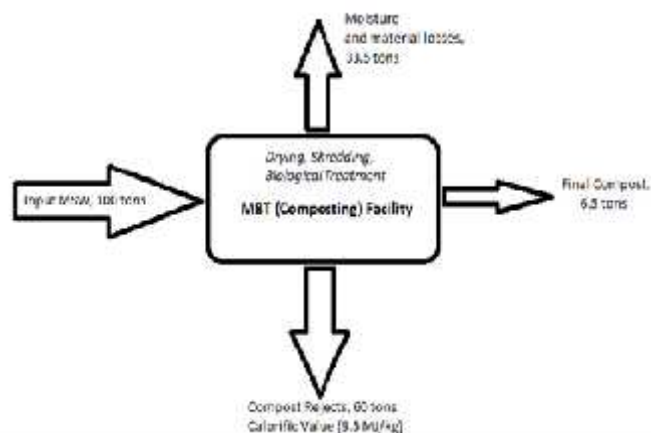 Moisture
and material losses,
33.5 tons
Drying, Shredding,
Biological Treatment
MBT (Composting) Facility
Input MSW, 100 tons
Final Compost,
6.5 tons
Compost Rejects, 60 tons
Calorific Value